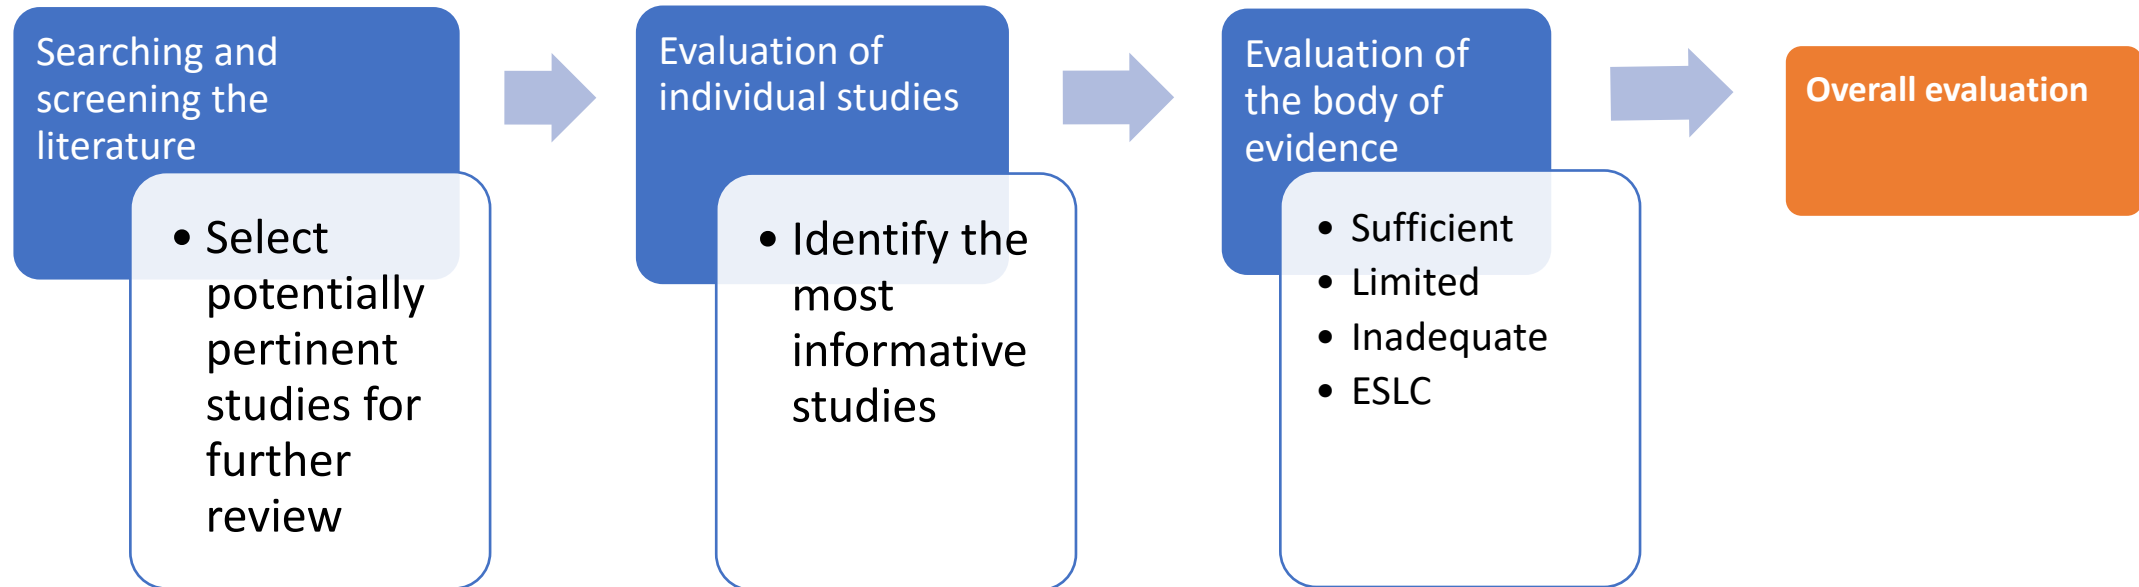 Searching and
screening the
literature
• Select
potentially
pertinent
studies for
further
review
Evaluation of
individual studies
• Identify the
most
informative
studies
Evaluation of
the body of
evidence
• Sufficient
• Limited
• Inadequate
• ESLC
Overall evaluation